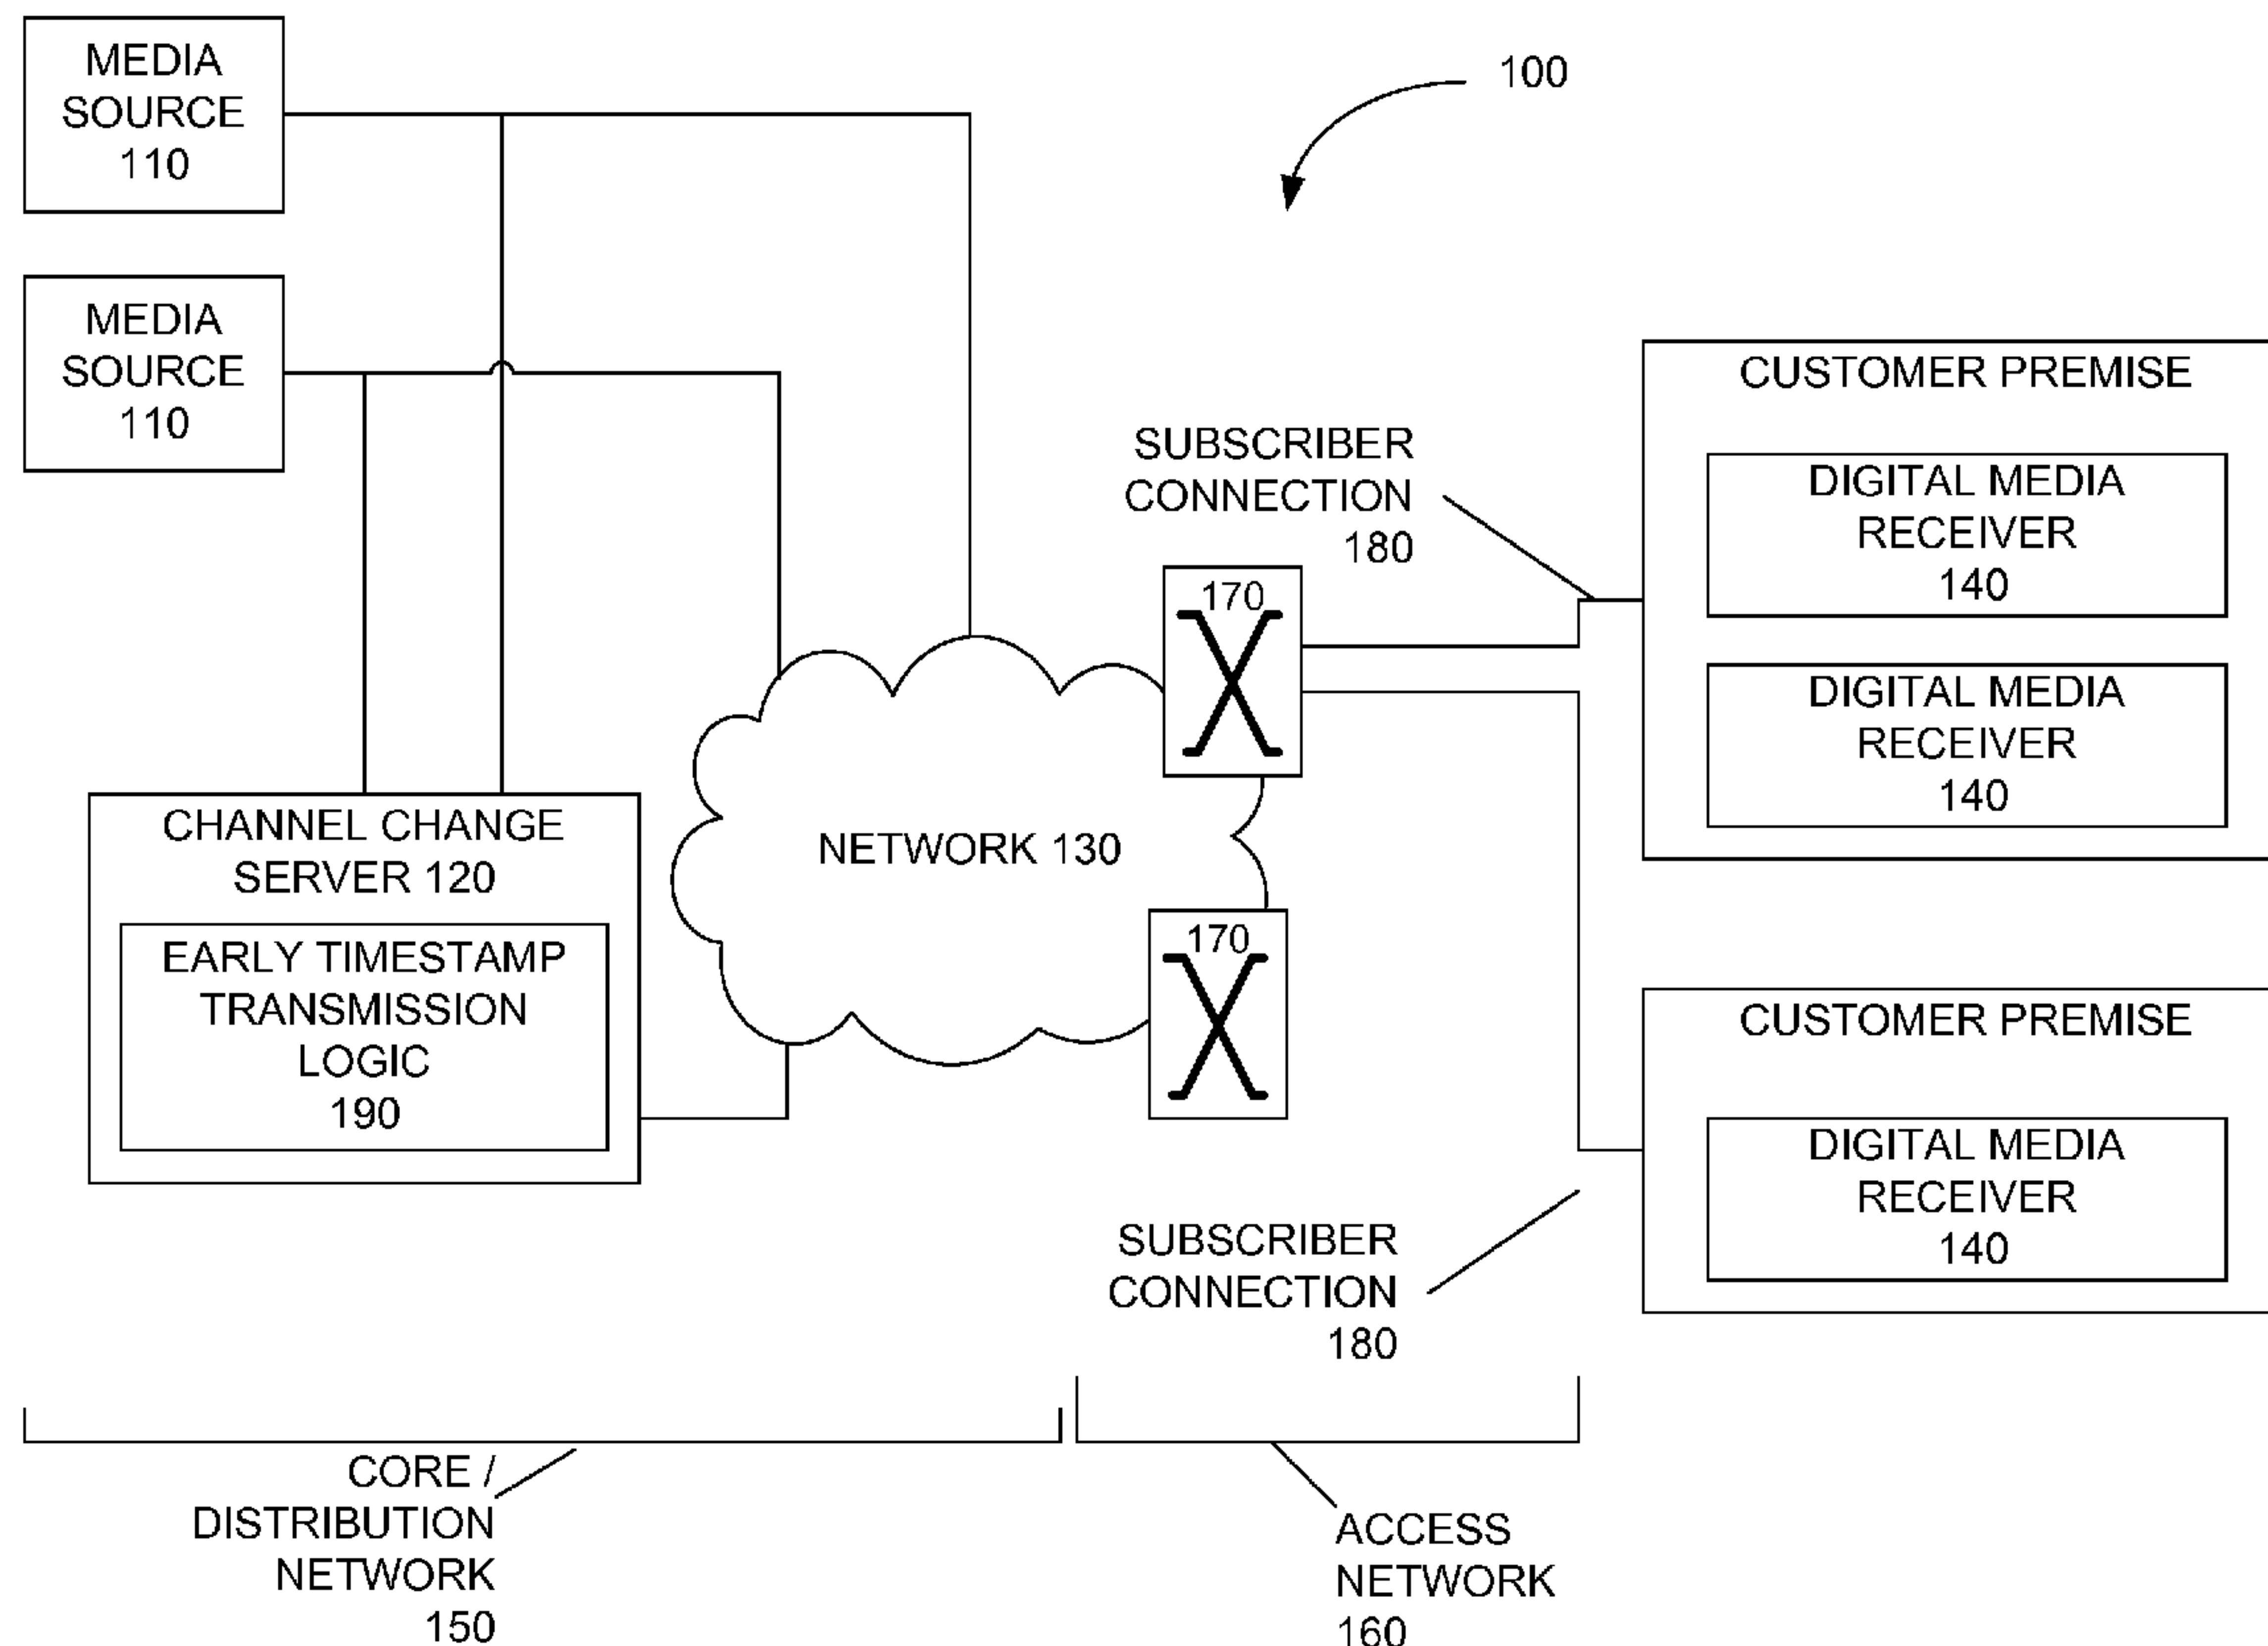 MEDIA
SOURCE
110
100
MEDIA
SOURCE
110
CUSTOMER PREMISE
DIGITAL MEDIA
RECEIVER
140
DIGITAL MEDIA
RECEIVER
140
SUBSCRIBER
CONNECTION
180
170
CHANNEL CHANGE
SERVER 120
EARLY TIMESTAMP
TRANSMISSION
LOGIC
190
NETWORK 130
170
CUSTOMER PREMISE
DIGITAL MEDIA
RECEIVER
140
SUBSCRIBER
CONNECTION
180
CORE /
DISTRIBUTION
NETWORK
150
ACCESS
NETWORK
160